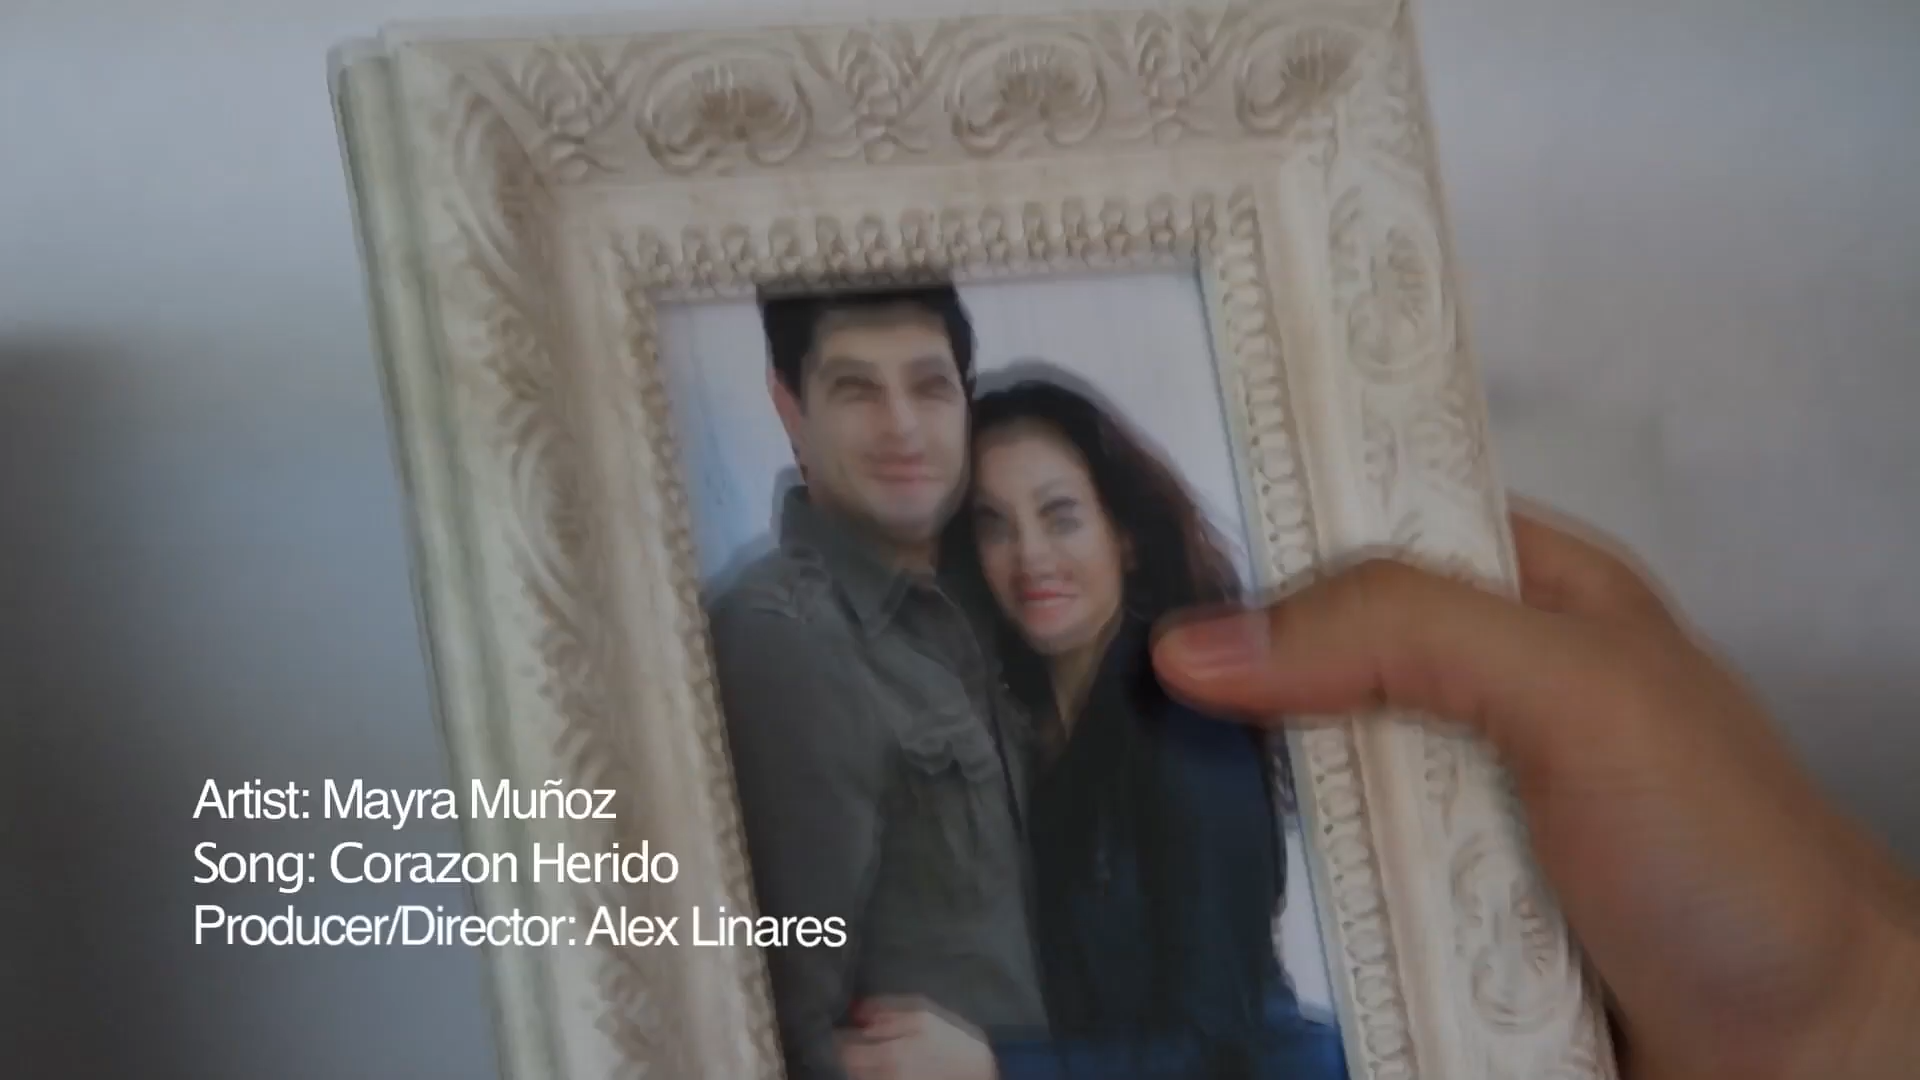 Artist: Mayra Muñoz
Song: Corazon Herido
Producer/Director: Alex Linares